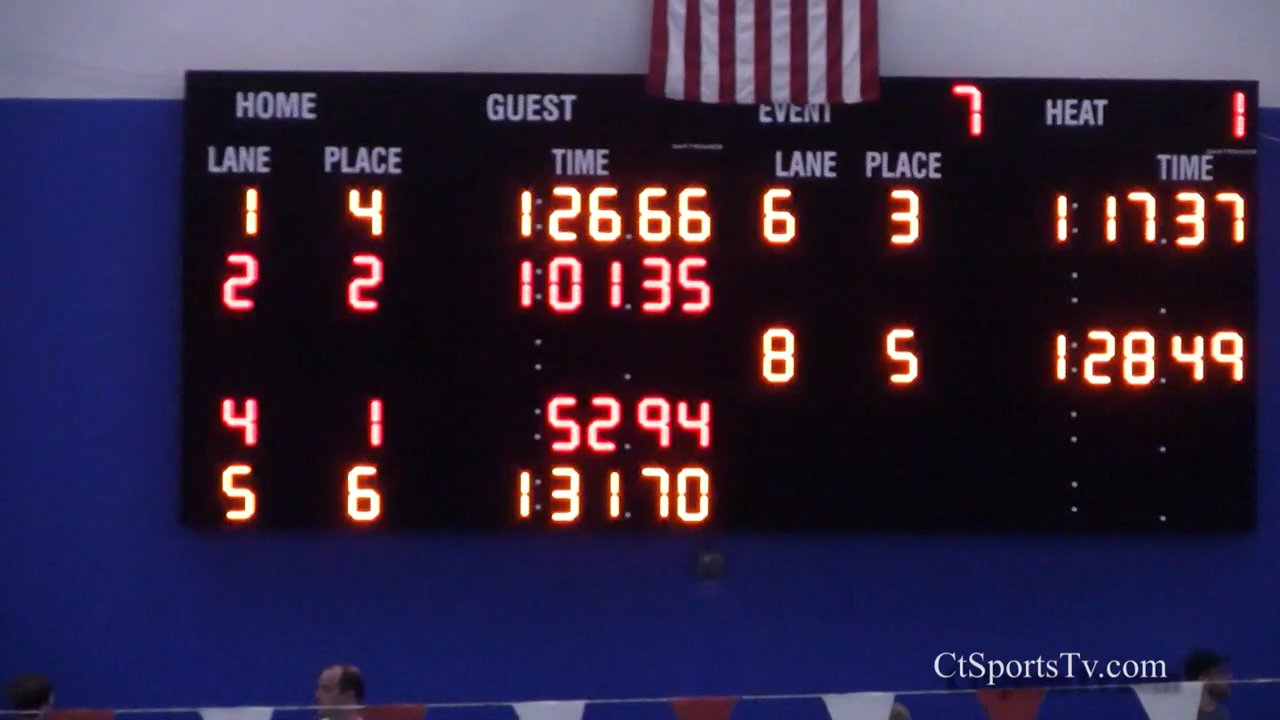 HOME GUEST EVENT 7 HEAT 1
LANE PLACE TIME LANE PLACE TIME
1 4 1:26.66 6 3 1:17.37
2 2 1:01.35
8 5 1:28.49
4 1 52.94
5 6 1:31.70
CtSportsTv.com